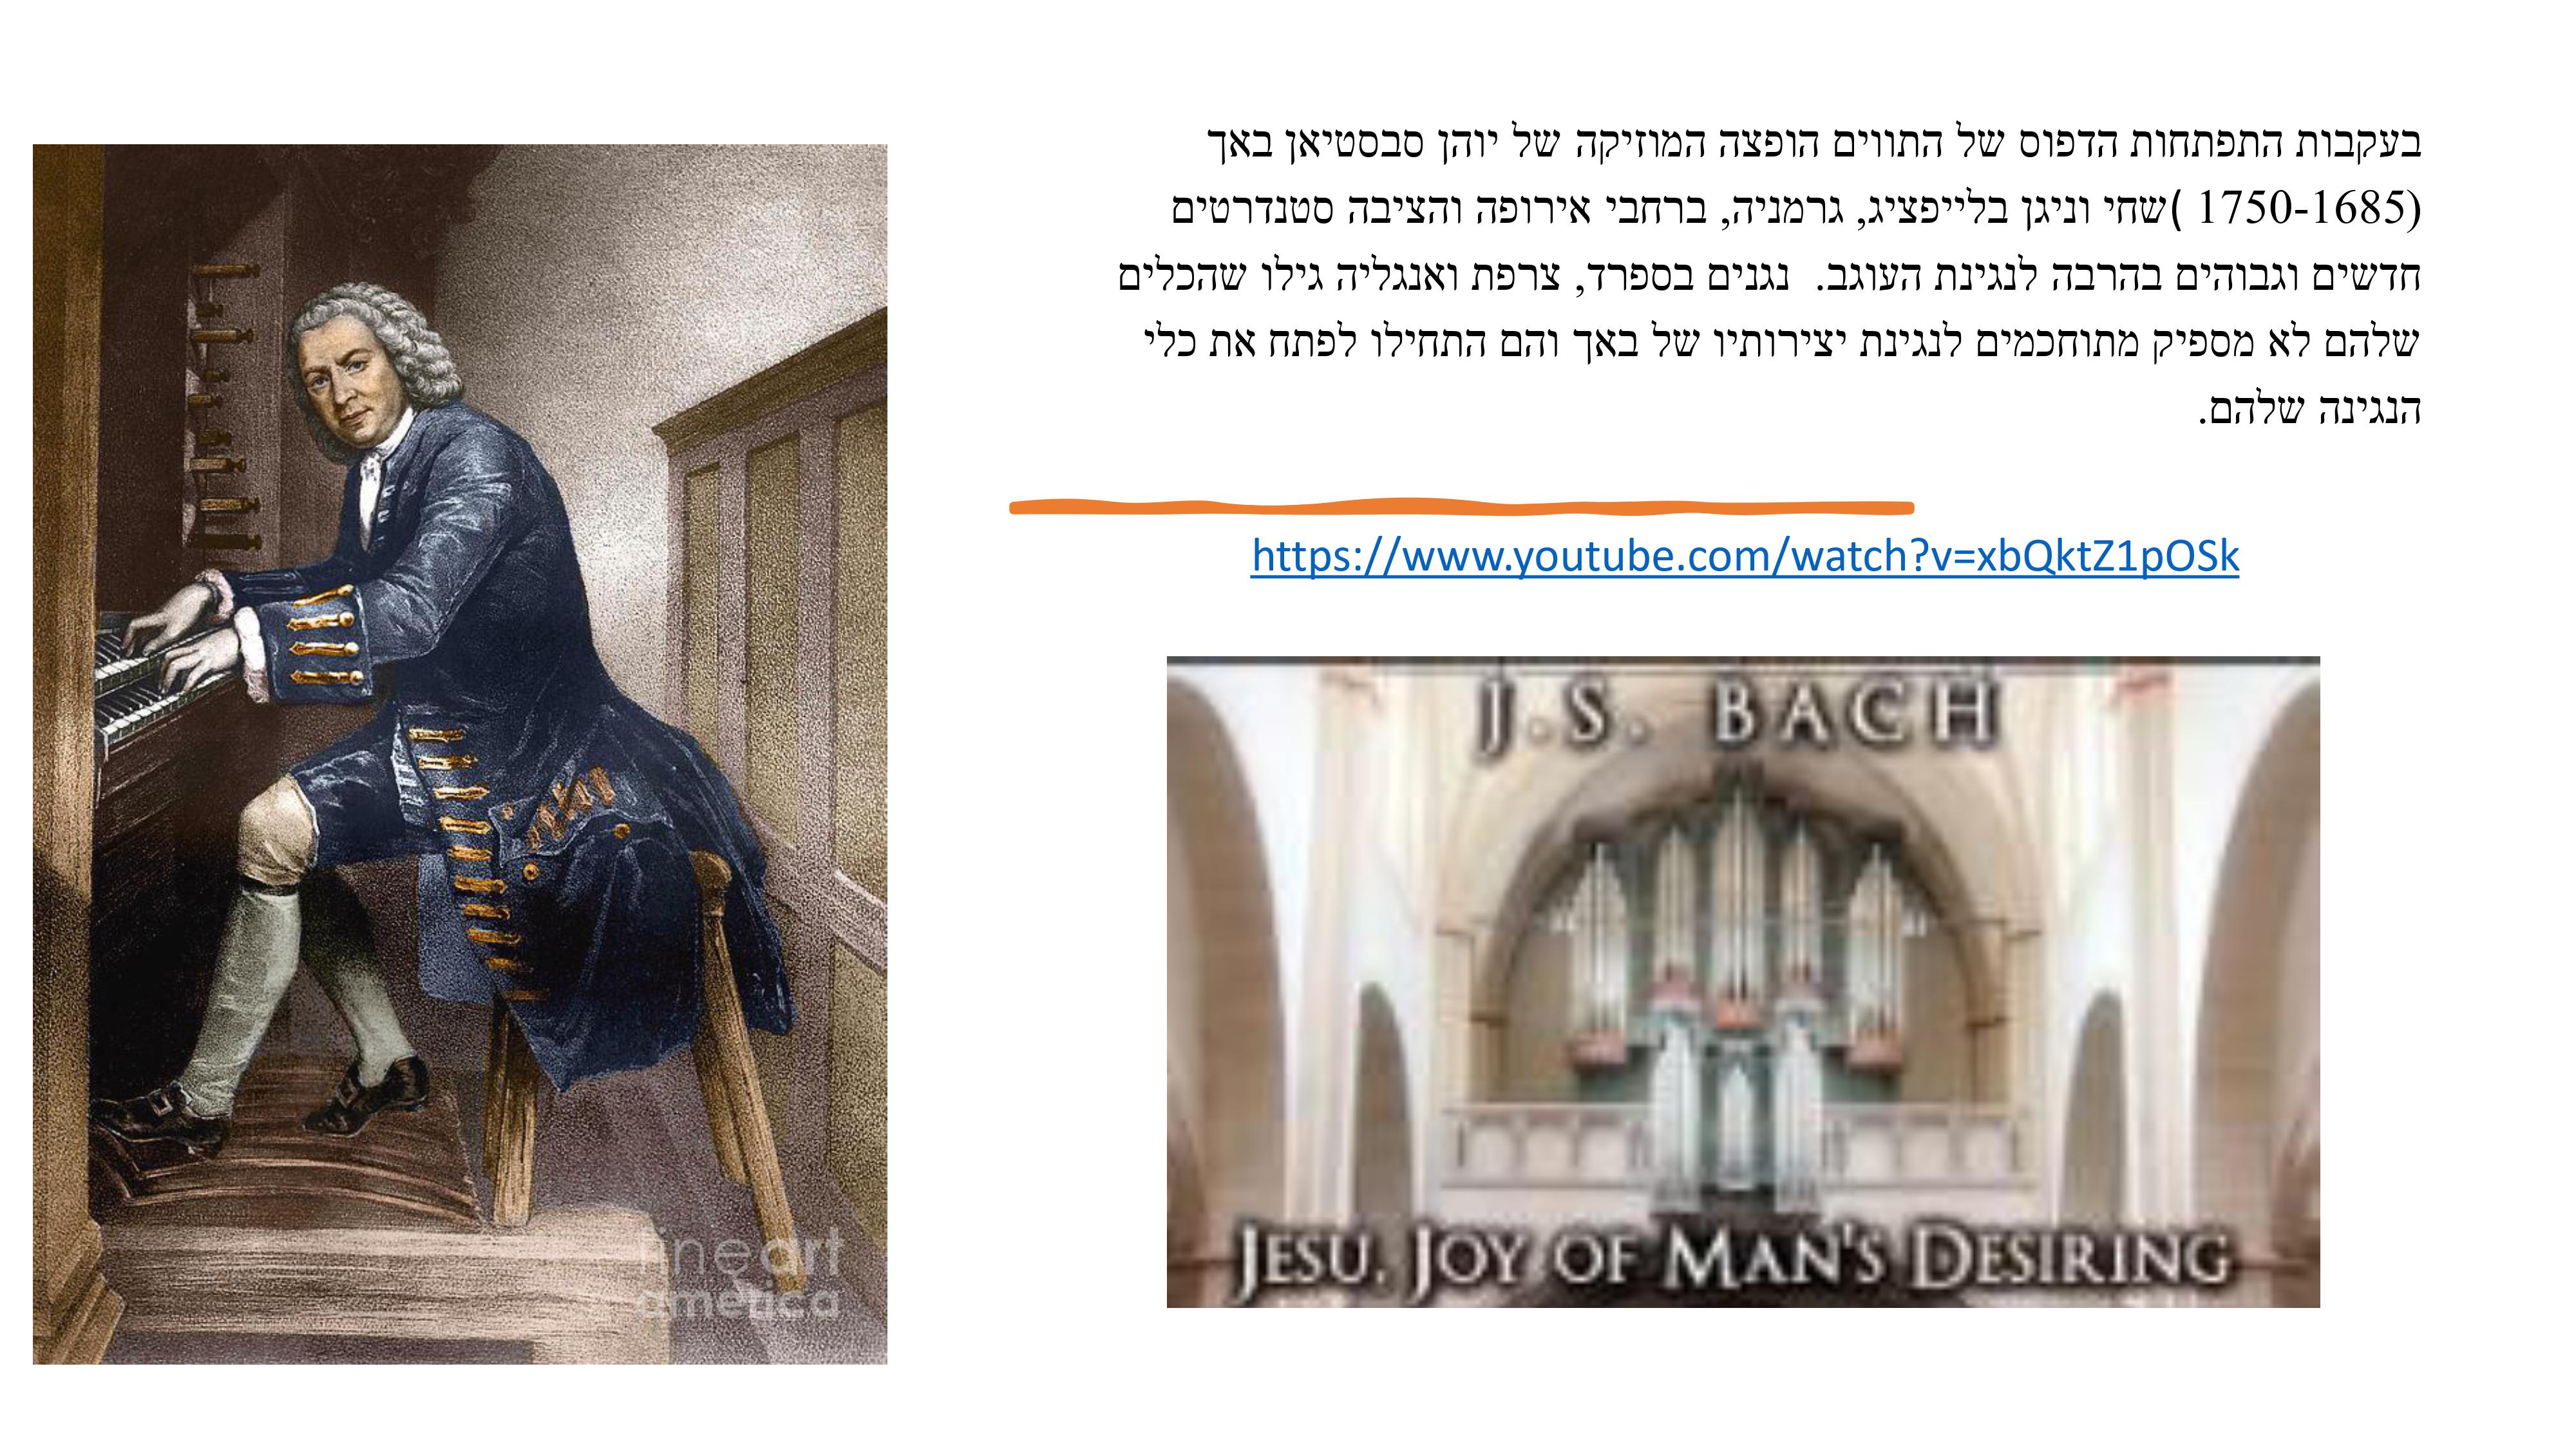 בעקבות התפתחות הדפוס של התווים הופצה המוזיקה של יוהן סבסטיאן באך
(1750-1685 )שחי וניגן בלייפציג, גרמניה, ברחבי אירופה והציבה סטנדרטים
חדשים וגבוהים בהרבה לנגינת העוגב.  נגנים בספרד, צרפת ואנגליה גילו שהכלים
שלהם לא מספיק מתוחכמים לנגינת יצירותיו של באך והם התחילו לפתח את כלי
הנגינה שלהם.
https://www.youtube.com/watch?v=xbQktZ1pOSk
J.S. BACH
JESU, JOY OF MAN'S DESIRING
fineart
america